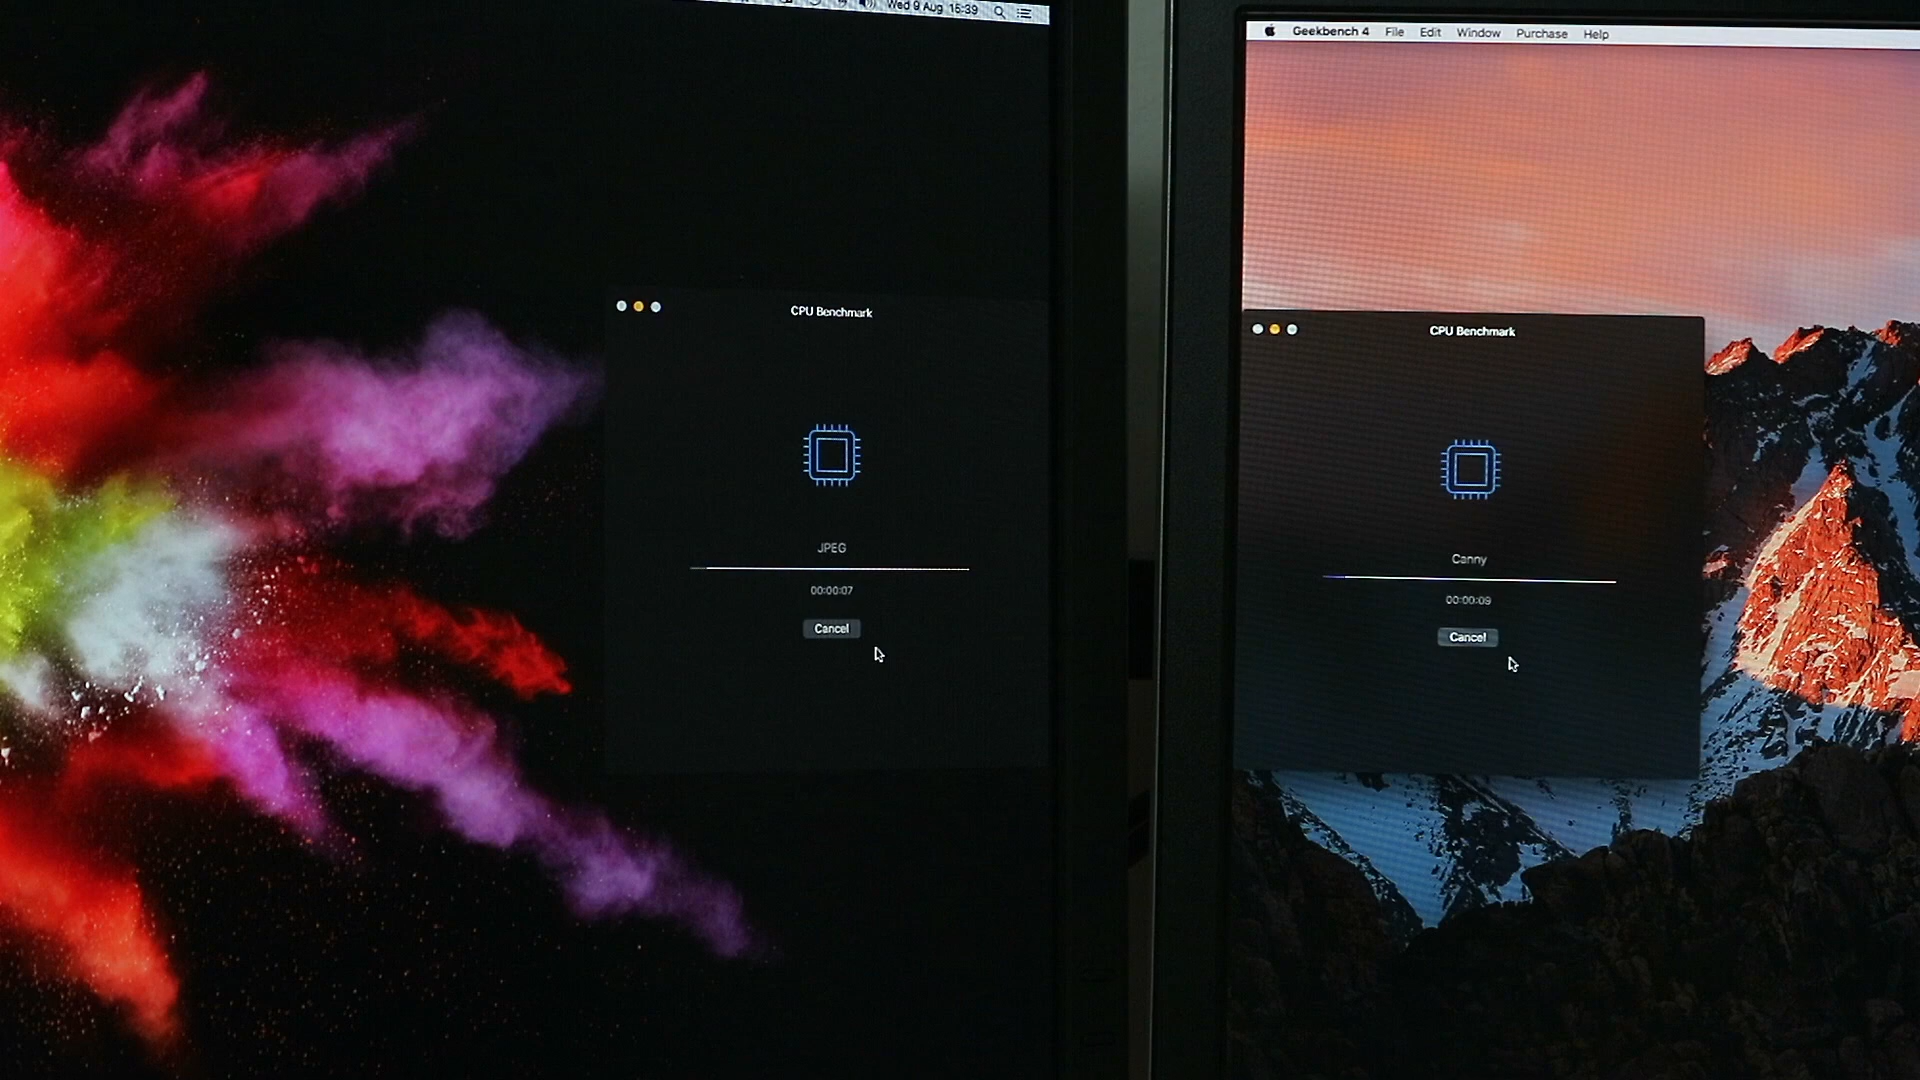 Wed 9 Aug 15:39
CPU Benchmark
JPEG
00:00:07
Cancel
Geekbench 4 File Edit Window Purchase Help
CPU Benchmark
Canny
00:00:09
Cancel